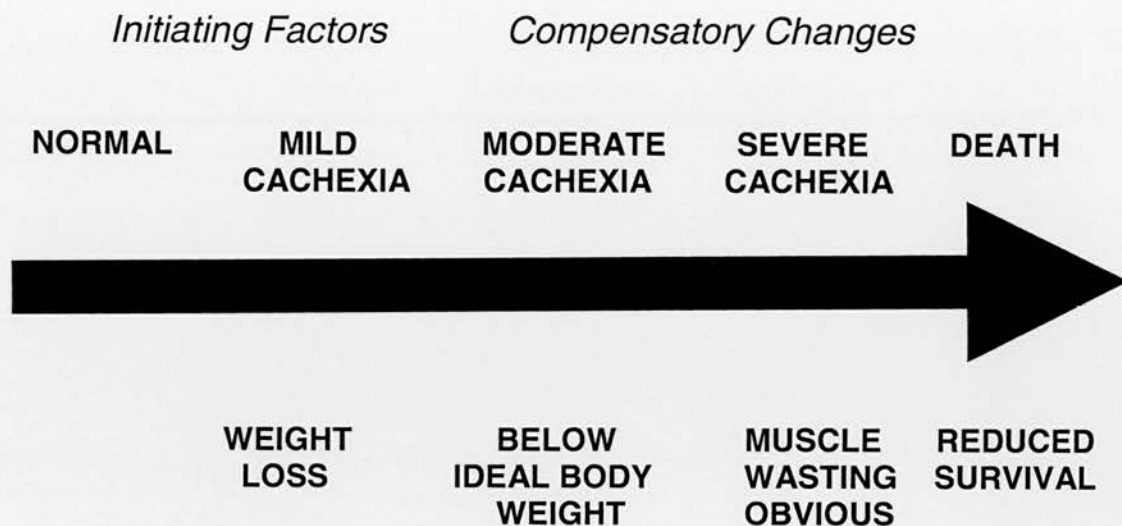 Initiating Factors Compensatory Changes
NORMAL MILD MODERATE SEVERE DEATH
CACHEXIA CACHEXIA CACHEXIA
WEIGHT BELOW MUSCLE REDUCED
LOSS IDEAL BODY WASTING SURVIVAL
WEIGHT OBVIOUS